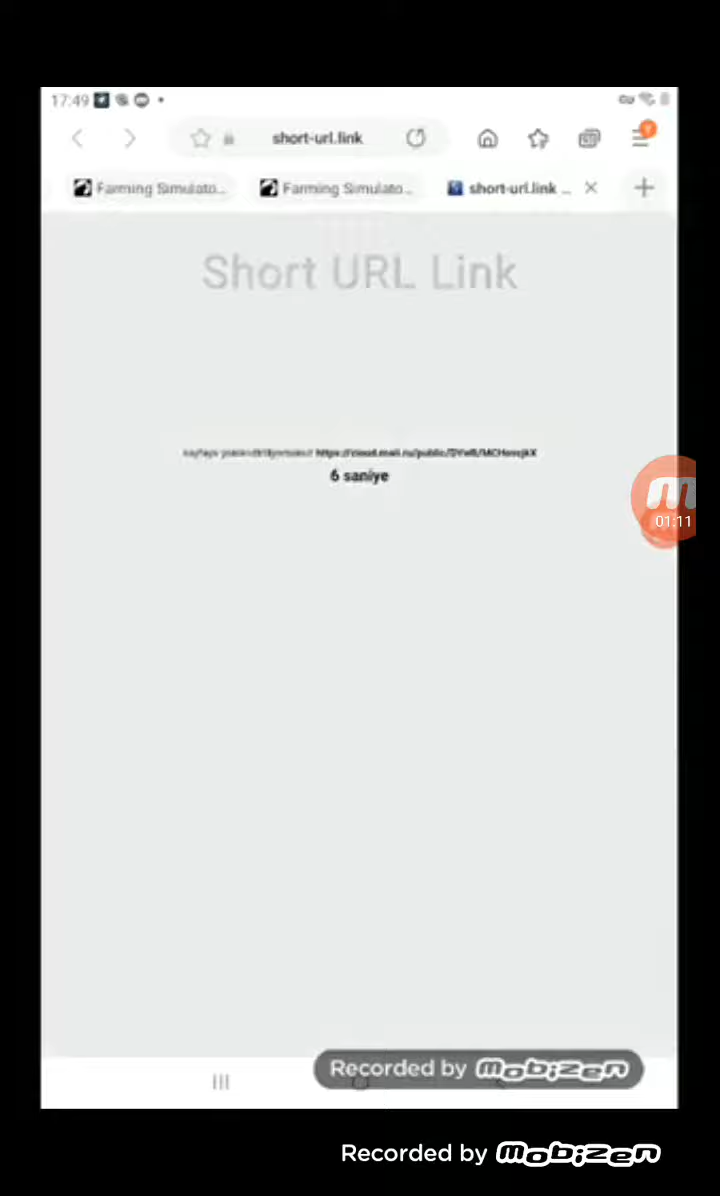 17:49
short-url.link
Farming Simulato...
Farming Simulato...
short-url.link ...
Short URL Link
6 saniye
01:11
Recorded by mobizen
Recorded by mobizen